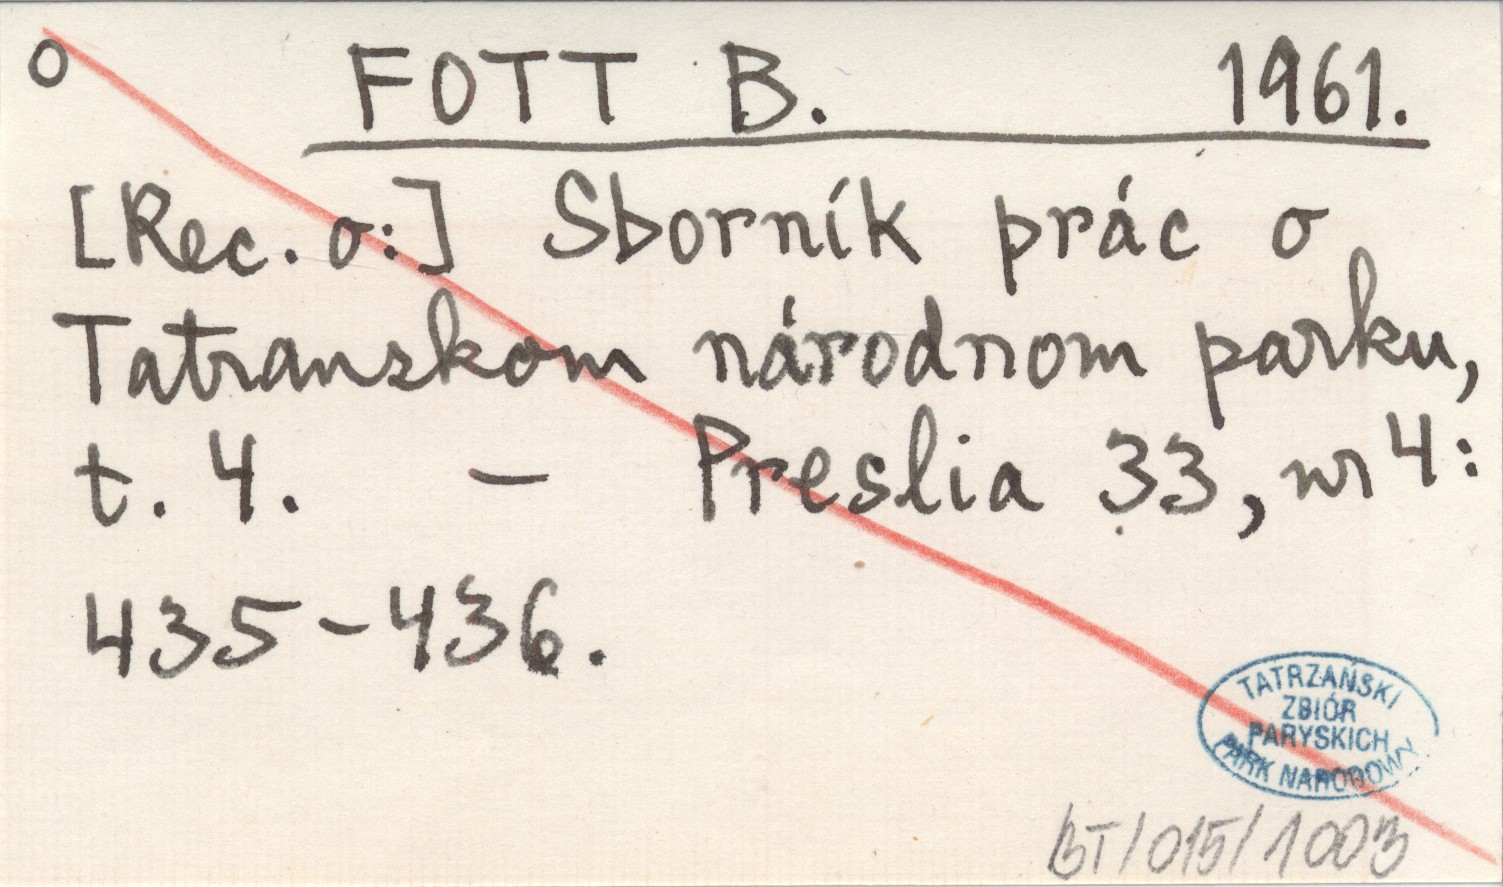 o FOTT B. 1961.
[Rec. o:] Sborník prác o
Tatranskom národnom parku,
t. 4. – Preslia 33, nr 4:
435-436.
TATRZAŃSKI
ZBIÓR
PARYSKICH
PARK NARODOWY
BT/015/1003